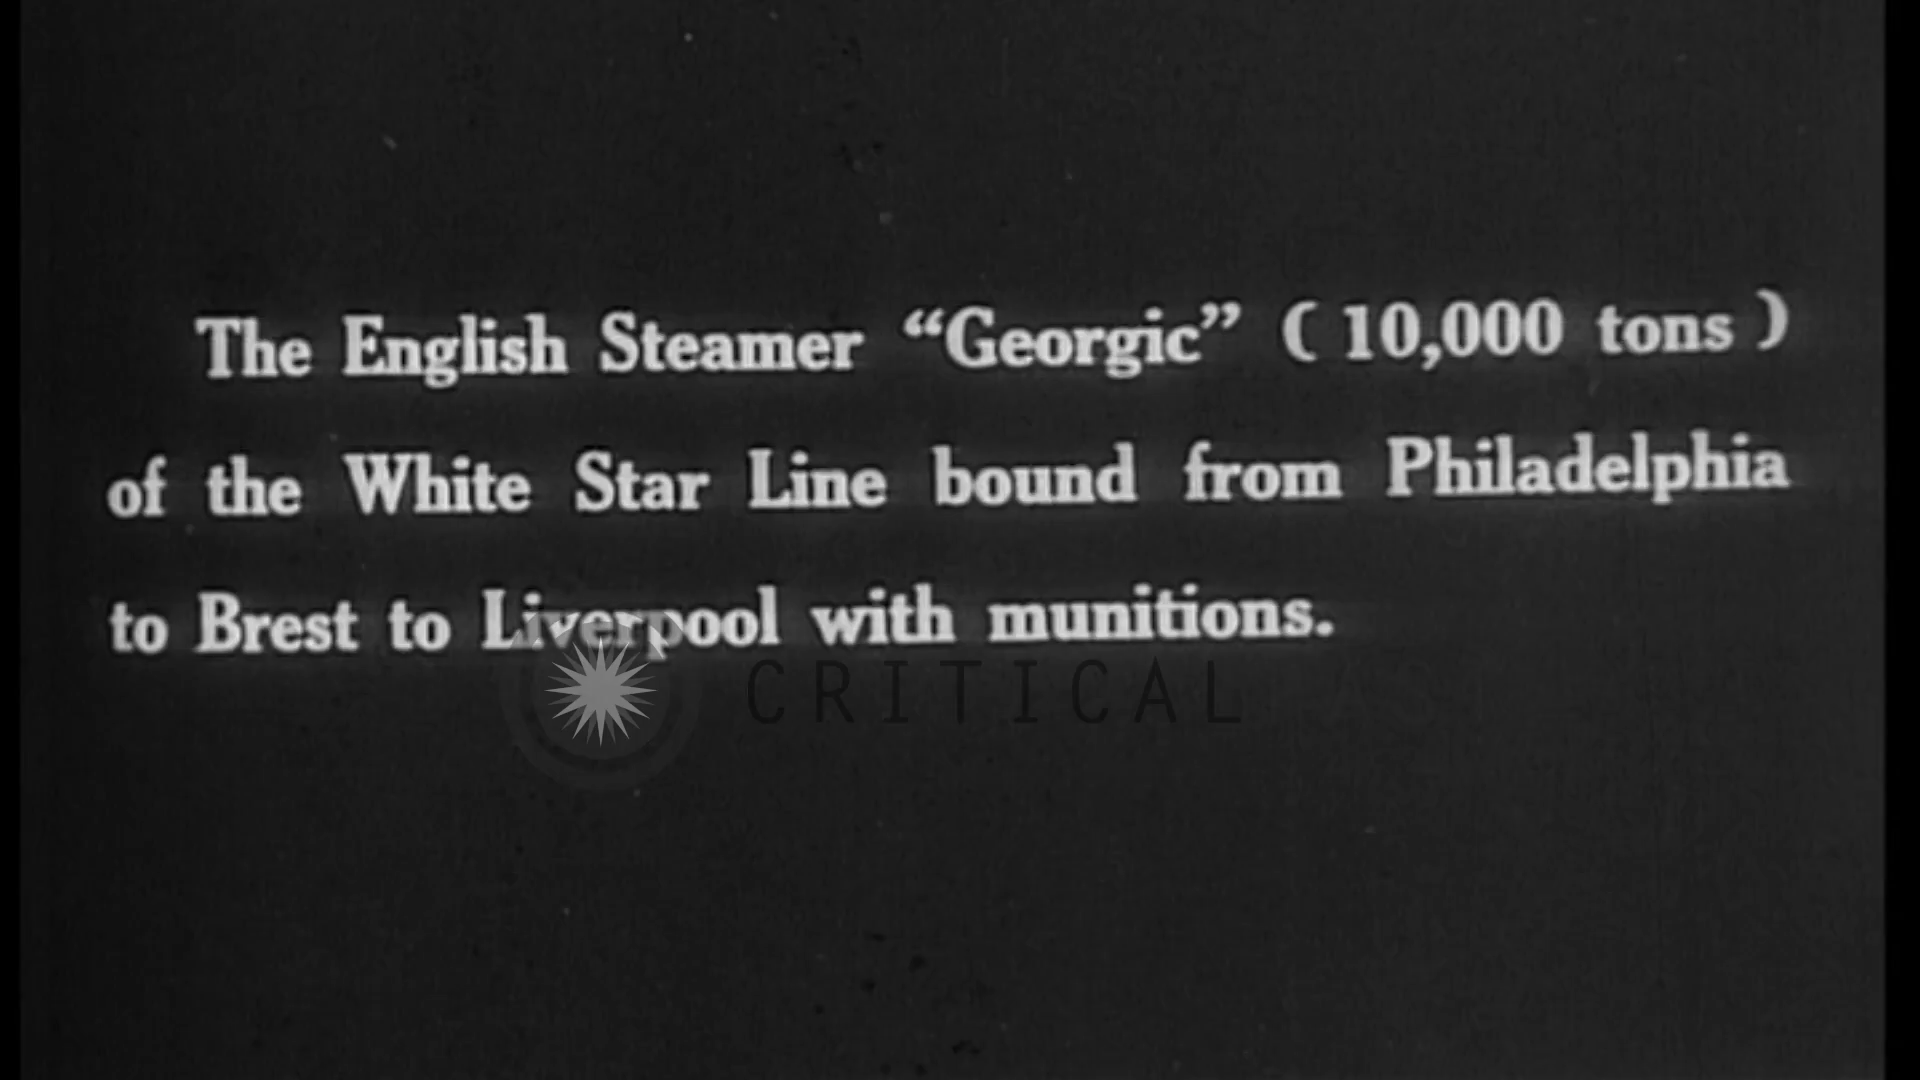 The English Steamer “Georgic” ( 10,000 tons )
of the White Star Line bound from Philadelphia
to Brest to Liverpool with munitions.
CRITICAL